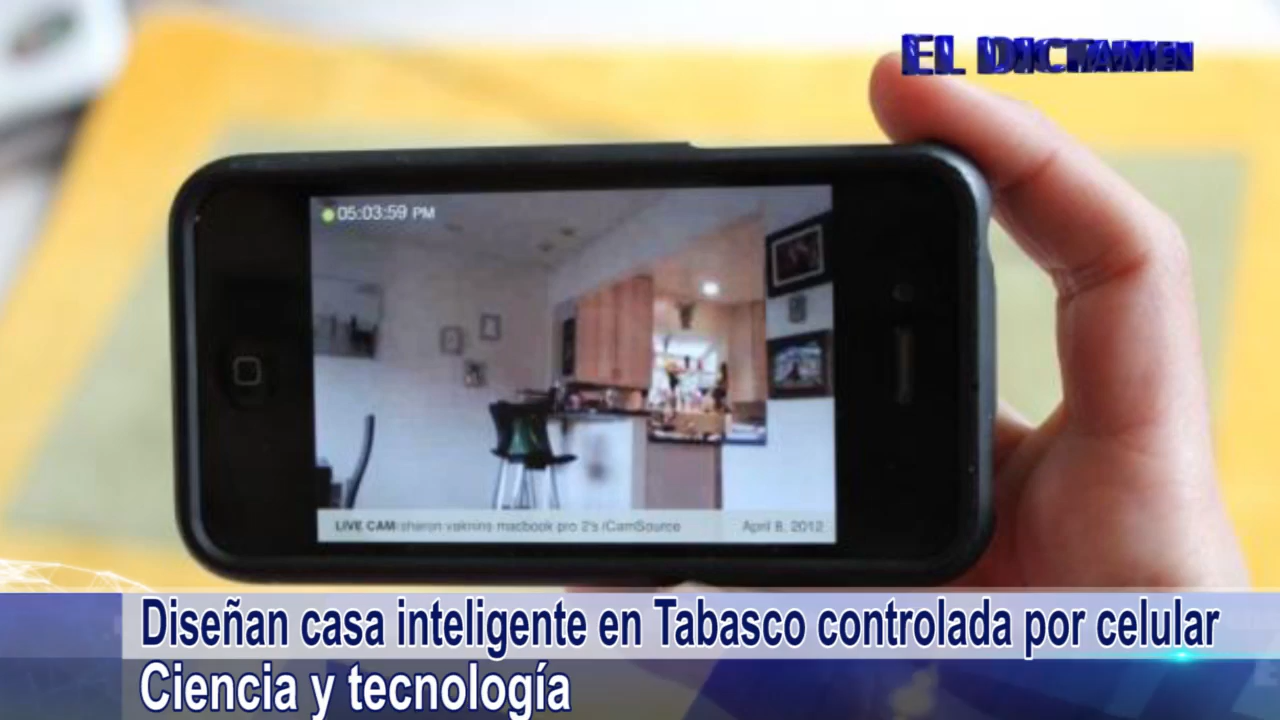 EL DICTAMEN
05:03:59 PM
LIVE CAM sharon vaknins macbook pro 2's iCamSource April 8, 2012
Diseñan casa inteligente en Tabasco controlada por celular
Ciencia y tecnología